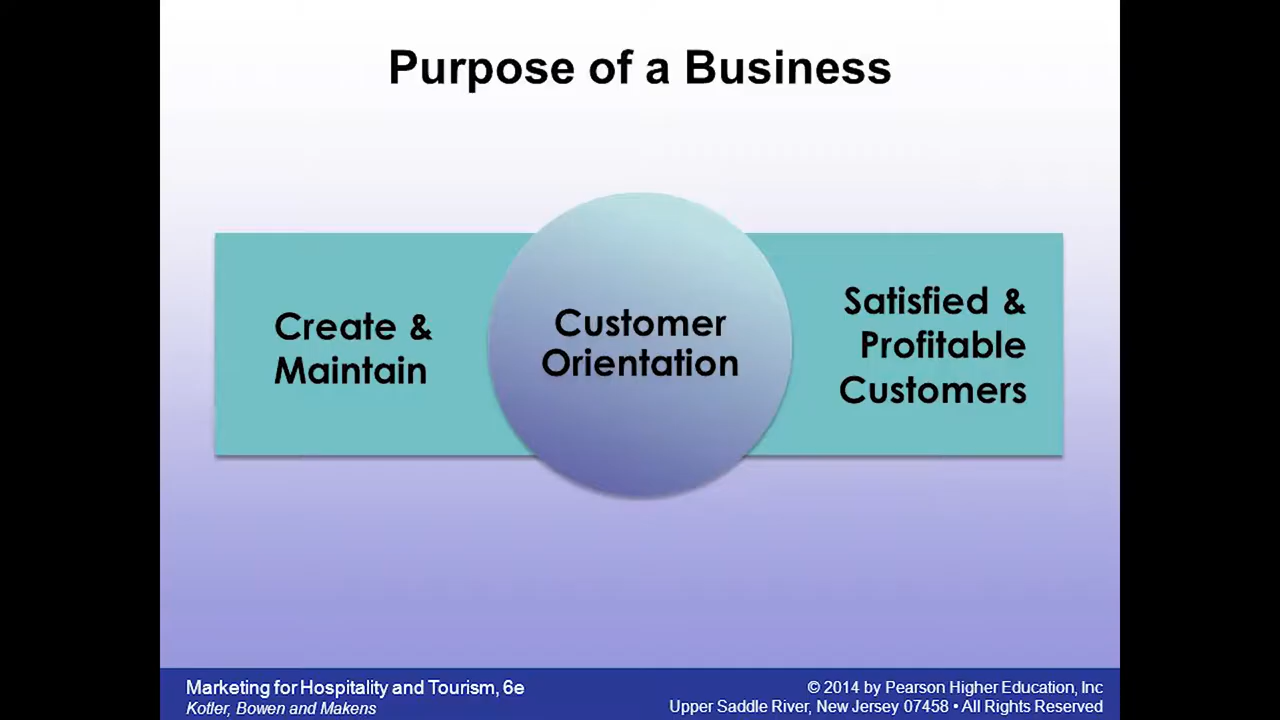 Purpose of a Business
Create &
Maintain
Customer
Orientation
Satisfied &
Profitable
Customers
Marketing for Hospitality and Tourism, 6e
Kotler, Bowen and Makens
© 2014 by Pearson Higher Education, Inc
Upper Saddle River, New Jersey 07458 • All Rights Reserved